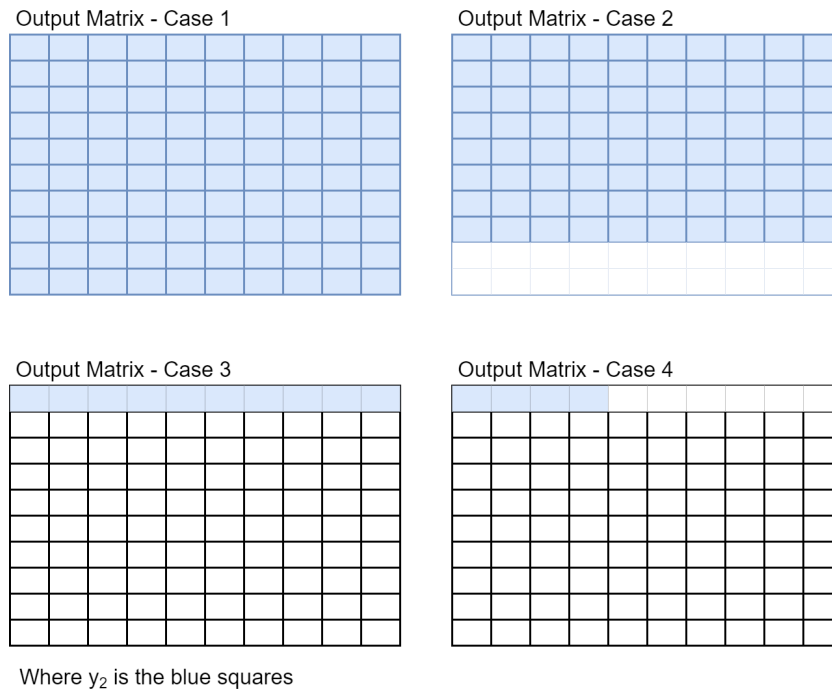 Output Matrix - Case 1
Output Matrix - Case 2
Output Matrix - Case 3
Output Matrix - Case 4
Where y₂ is the blue squares